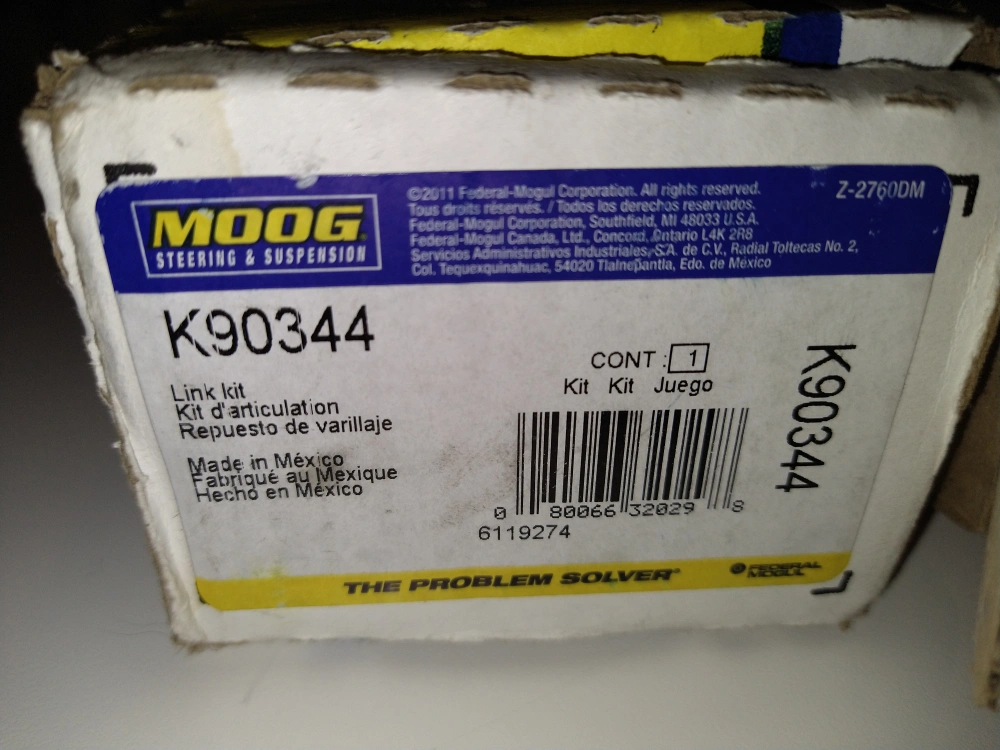 MOOG
STEERING & SUSPENSION
©2011 Federal-Mogul Corporation. All rights reserved.
Tous droits réservés. / Todos los derechos reservados.
Federal-Mogul Corporation, Southfield, MI 48033 U.S.A.
Federal-Mogul Canada, Ltd., Concord, Ontario L4K 2R8
Servicios Administrativos Industriales, S.A. de C.V., Radial Toltecas No. 2,
Col. Tequexquinahuac, 54020 Tlalnepantla, Edo. de México
Z-2760DM
K90344
Link kit
Kit d'articulation
Repuesto de varillaje
Made in México
Fabriqué au Mexique
Hecho en México
CONT : 1
Kit Kit Juego
0 80066 32029 8
6119274
K90344
THE PROBLEM SOLVER®
FEDERAL
MOGUL